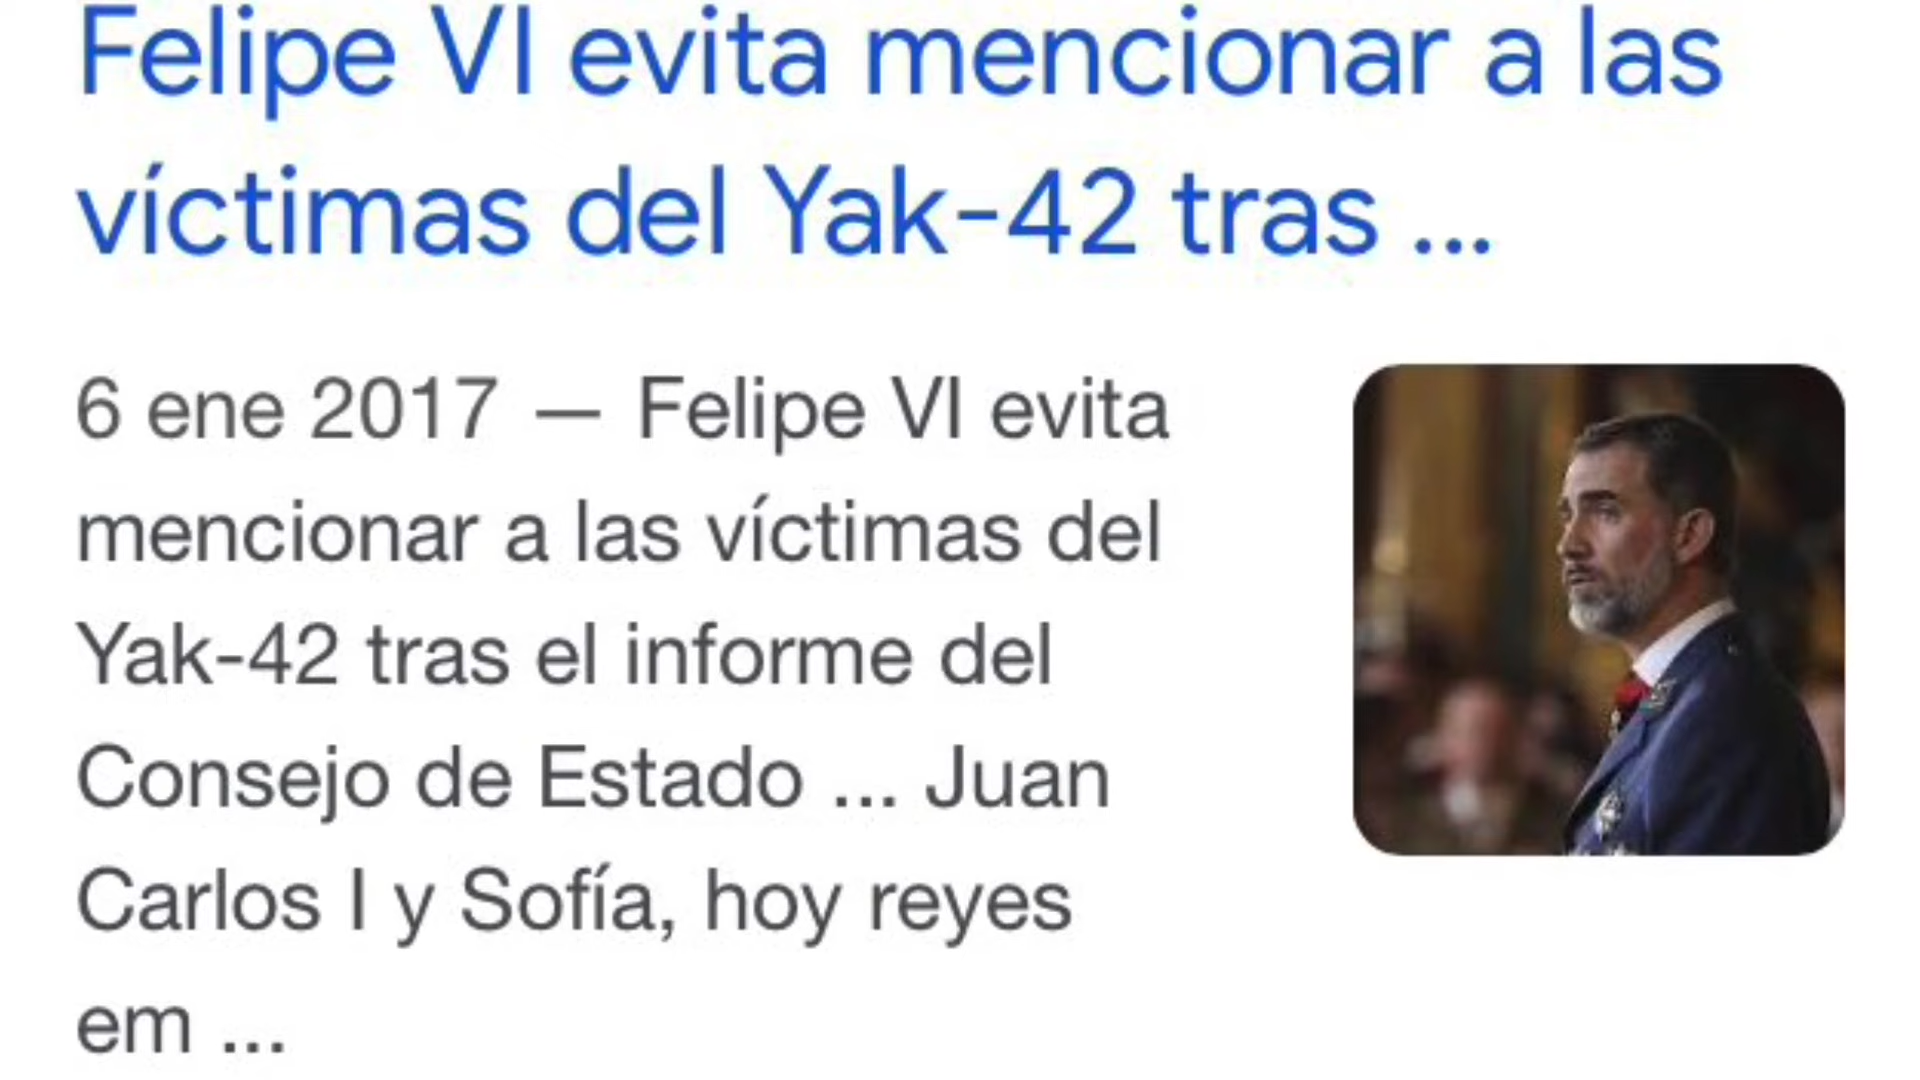 Felipe VI evita mencionar a las
víctimas del Yak-42 tras ...
6 ene 2017 — Felipe VI evita
mencionar a las víctimas del
Yak-42 tras el informe del
Consejo de Estado ... Juan
Carlos I y Sofía, hoy reyes
em ...